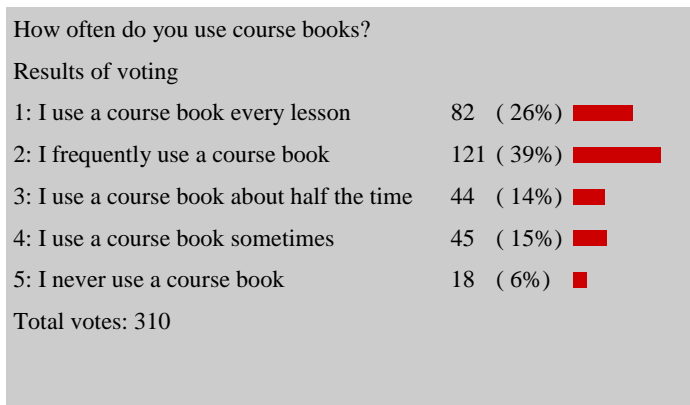 How often do you use course books?
Results of voting
1: I use a course book every lesson 82 ( 26%)
2: I frequently use a course book 121 ( 39%)
3: I use a course book about half the time 44 ( 14%)
4: I use a course book sometimes 45 ( 15%)
5: I never use a course book 18 ( 6%)
Total votes: 310